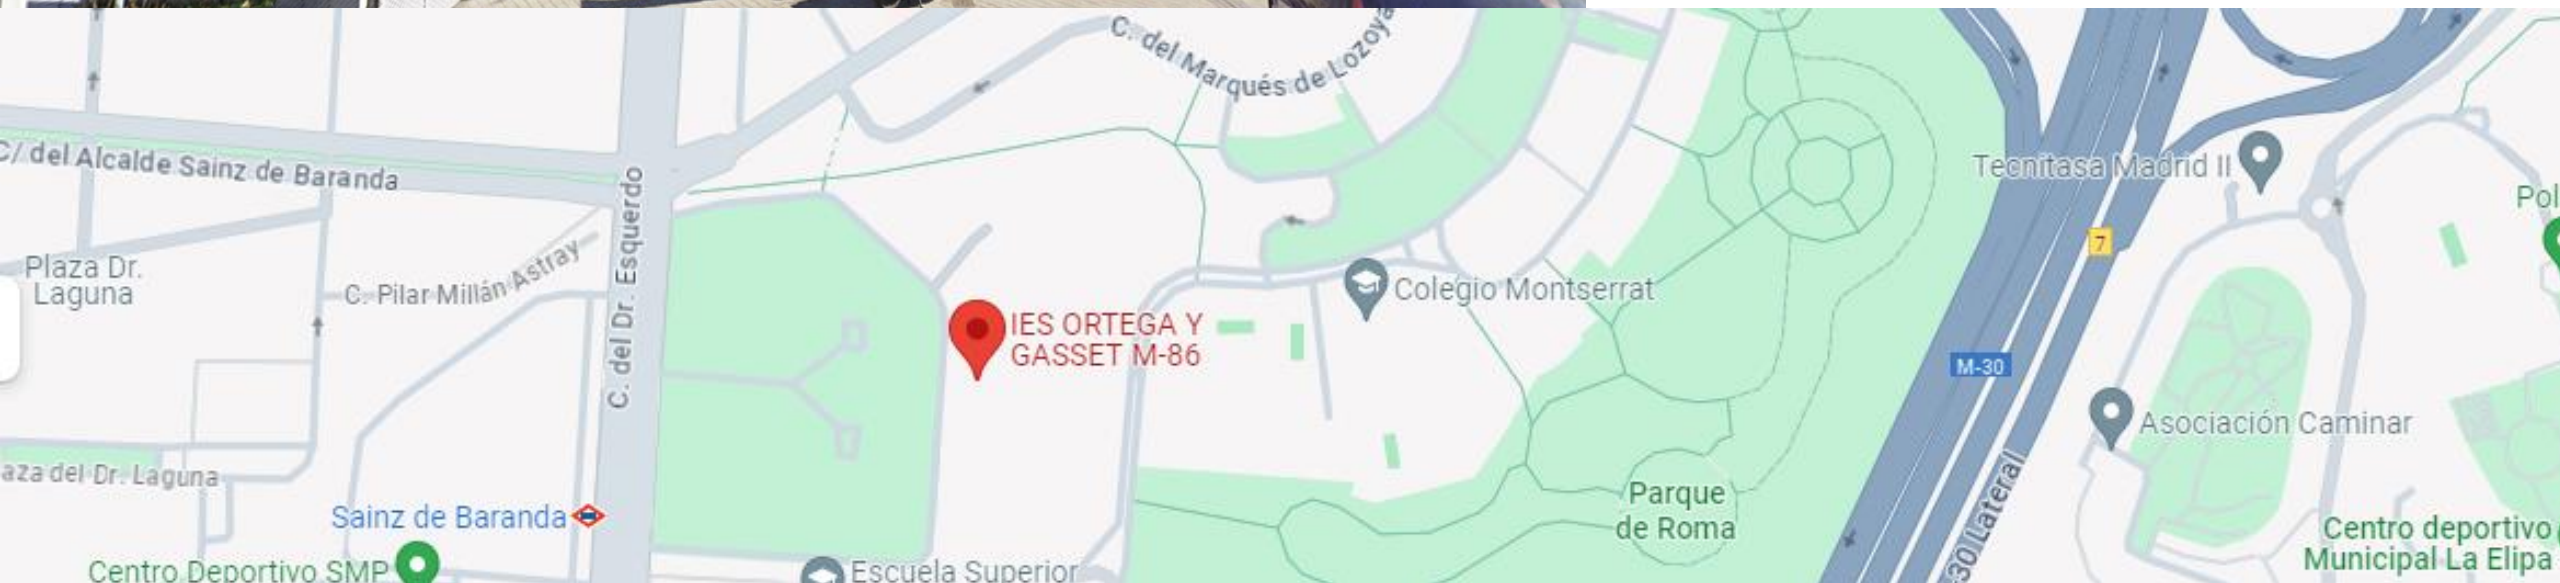 C. del Marqués de Lozoya
C/ del Alcalde Sainz de Baranda
C. del Dr. Esquerdo
Tecnitasa Madrid II
Plaza Dr.
Laguna
C. Pilar Millán Astray
7
IES ORTEGA Y
GASSET M-86
Colegio Montserrat
M-30
Asociación Caminar
aza del Dr. Laguna
Sainz de Baranda
Parque
de Roma
30 Lateral
Centro deportivo
Municipal La Elipa
Centro Deportivo SMP
Escuela Superior
Pol